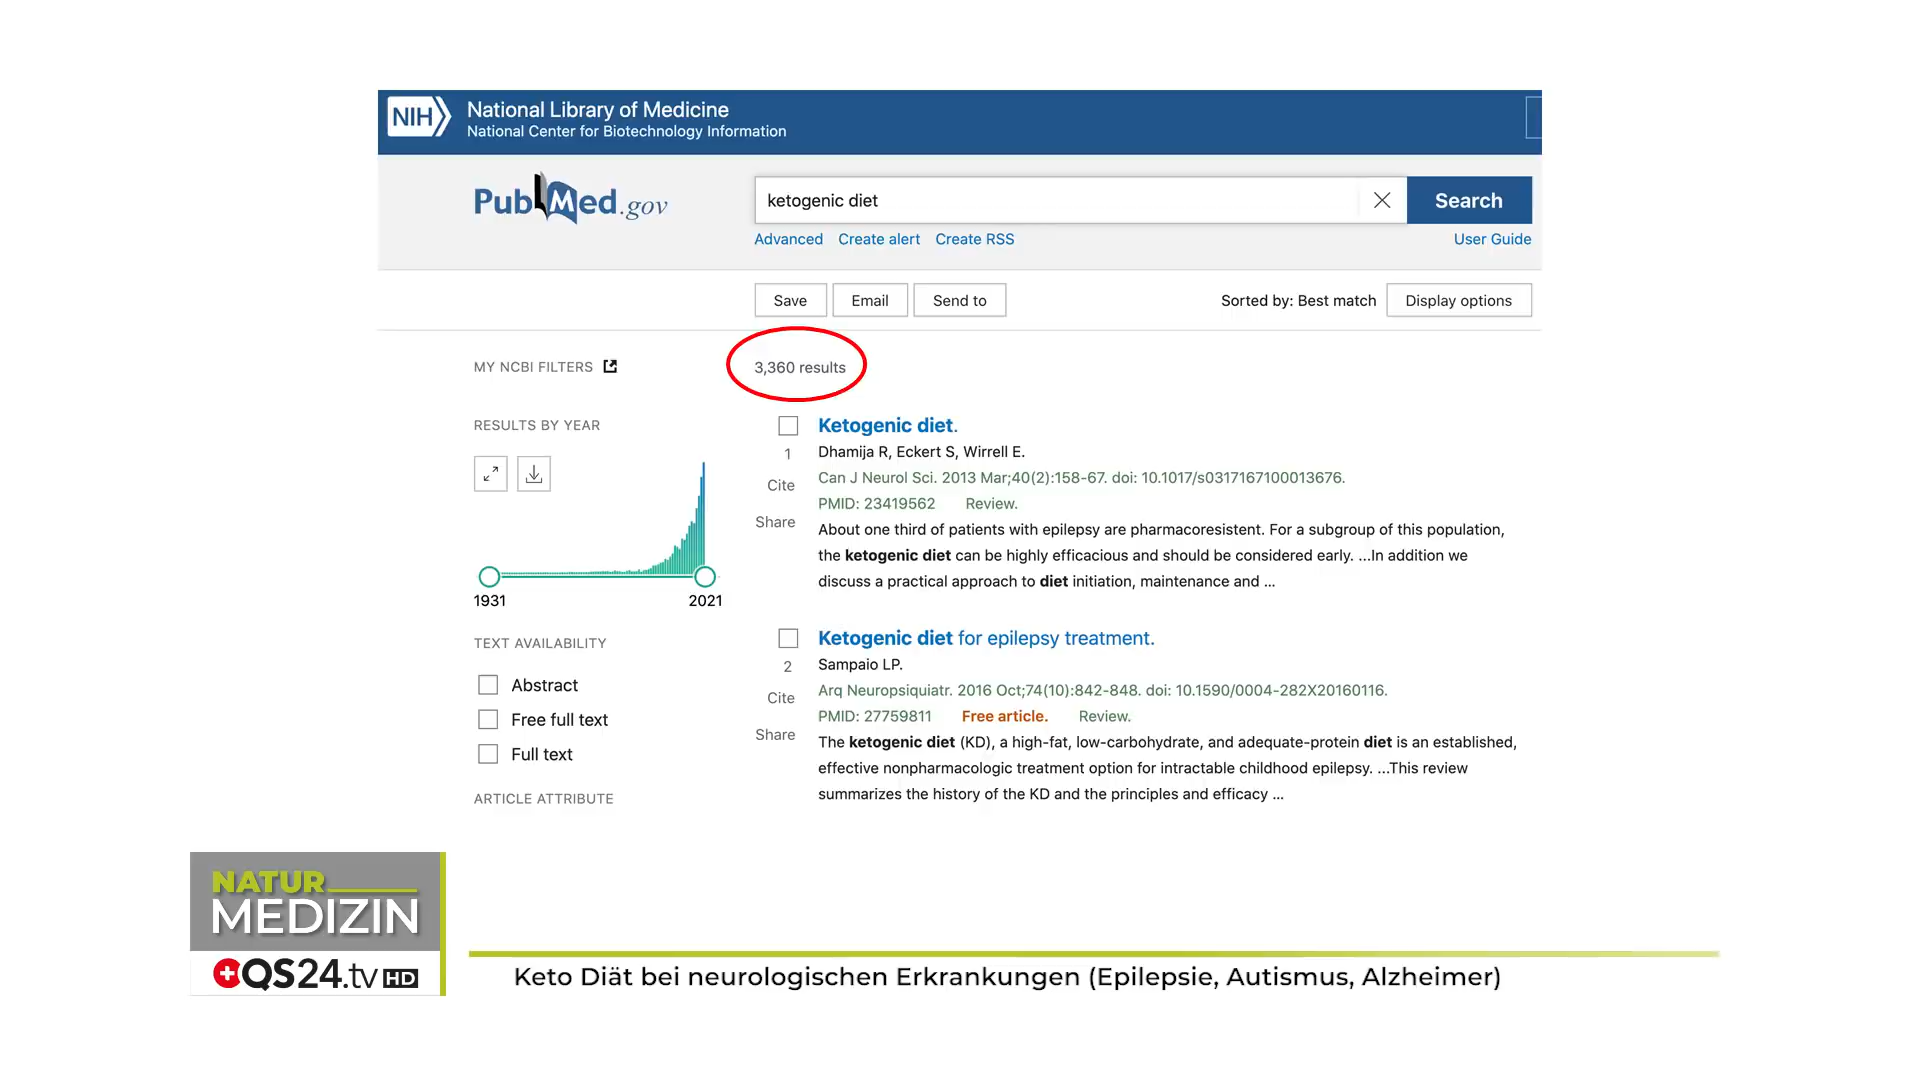 NIH
National Library of Medicine
National Center for Biotechnology Information
PubMed.gov
ketogenic diet
Search
Advanced Create alert Create RSS User Guide
Save Email Send to Sorted by: Best match Display options
MY NCBI FILTERS
3,360 results
RESULTS BY YEAR
1931 2021
TEXT AVAILABILITY
Abstract
Free full text
Full text
ARTICLE ATTRIBUTE
Ketogenic diet.
1
Dhamija R, Eckert S, Wirrell E.
Cite
Can J Neurol Sci. 2013 Mar;40(2):158-67. doi: 10.1017/s0317167100013676.
PMID: 23419562 Review.
Share
About one third of patients with epilepsy are pharmacoresistent. For a subgroup of this population,
the ketogenic diet can be highly efficacious and should be considered early. ...In addition we
discuss a practical approach to diet initiation, maintenance and ...
Ketogenic diet for epilepsy treatment.
2
Sampaio LP.
Cite
Arq Neuropsiquiatr. 2016 Oct;74(10):842-848. doi: 10.1590/0004-282X20160116.
PMID: 27759811 Free article. Review.
Share
The ketogenic diet (KD), a high-fat, low-carbohydrate, and adequate-protein diet is an established,
effective nonpharmacologic treatment option for intractable childhood epilepsy. ...This review
summarizes the history of the KD and the principles and efficacy ...
NATUR
MEDIZIN
QS24.tv HD
Keto Diät bei neurologischen Erkrankungen (Epilepsie, Autismus, Alzheimer)